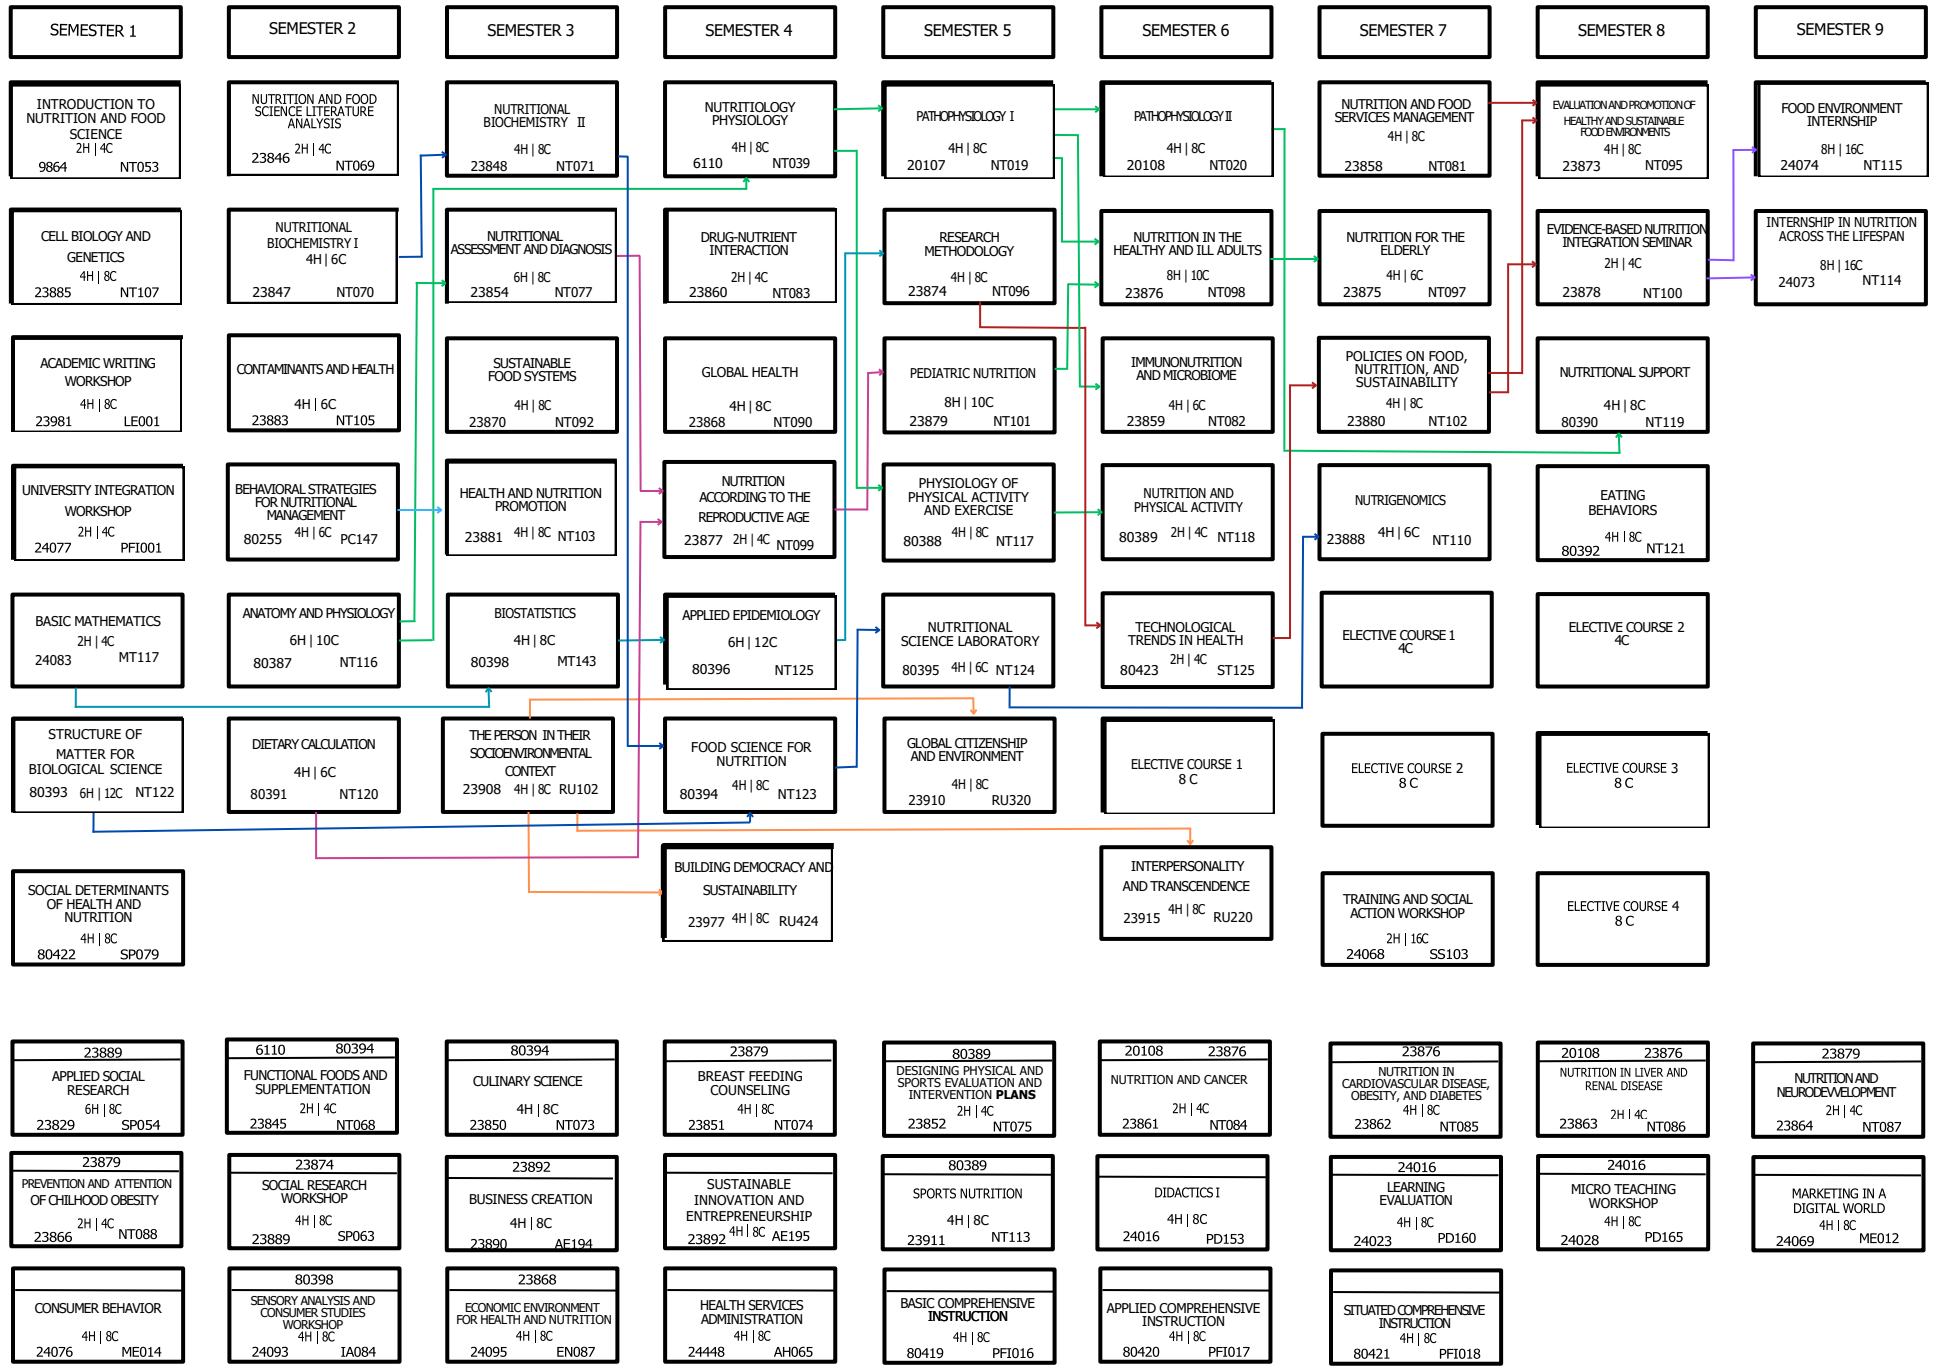 SEMESTER 1
SEMESTER 2
SEMESTER 3
SEMESTER 4
SEMESTER 5
SEMESTER 6
SEMESTER 7
SEMESTER 8
SEMESTER 9
INTRODUCTION TO
NUTRITION AND FOOD
SCIENCE
2H | 4C
9864 NT053
NUTRITION AND FOOD
SCIENCE LITERATURE
ANALYSIS
2H | 4C
23846 NT069
NUTRITIONAL
BIOCHEMISTRY II
4H | 8C
23848 NT071
NUTRITIOLOGY
PHYSIOLOGY
4H | 8C
6110 NT039
PATHOPHYSIOLOGY I
4H | 8C
20107 NT019
PATHOPHYSIOLOGY II
4H | 8C
20108 NT020
NUTRITION AND FOOD
SERVICES MANAGEMENT
4H | 8C
23858 NT081
EVALUATION AND PROMOTION OF
HEALTHY AND SUSTAINABLE
FOOD ENVIRONMENTS
4H | 8C
23873 NT095
FOOD ENVIRONMENT
INTERNSHIP
8H | 16C
24074 NT115
CELL BIOLOGY AND
GENETICS
4H | 8C
23885 NT107
NUTRITIONAL
BIOCHEMISTRY I
4H | 6C
23847 NT070
NUTRITIONAL
ASSESSMENT AND DIAGNOSIS
6H | 8C
23854 NT077
DRUG-NUTRIENT
INTERACTION
2H | 4C
23860 NT083
RESEARCH
METHODOLOGY
4H | 8C
23874 NT096
NUTRITION IN THE
HEALTHY AND ILL ADULTS
8H | 10C
23876 NT098
NUTRITION FOR THE
ELDERLY
4H | 6C
23875 NT097
EVIDENCE-BASED NUTRITION
INTEGRATION SEMINAR
2H | 4C
23878 NT100
INTERNSHIP IN NUTRITION
ACROSS THE LIFESPAN
8H | 16C
24073 NT114
ACADEMIC WRITING
WORKSHOP
4H | 8C
23981 LE001
CONTAMINANTS AND HEALTH
4H | 6C
23883 NT105
SUSTAINABLE
FOOD SYSTEMS
4H | 8C
23870 NT092
GLOBAL HEALTH
4H | 8C
23868 NT090
PEDIATRIC NUTRITION
8H | 10C
23879 NT101
IMMUNONUTRITION
AND MICROBIOME
4H | 6C
23859 NT082
POLICIES ON FOOD,
NUTRITION, AND
SUSTAINABILITY
4H | 8C
23880 NT102
NUTRITIONAL SUPPORT
4H | 8C
80390 NT119
UNIVERSITY INTEGRATION
WORKSHOP
2H | 4C
24077 PFI001
BEHAVIORAL STRATEGIES
FOR NUTRITIONAL
MANAGEMENT
80255 4H | 6C PC147
HEALTH AND NUTRITION
PROMOTION
23881 4H | 8C NT103
NUTRITION
ACCORDING TO THE
REPRODUCTIVE AGE
23877 2H | 4C NT099
PHYSIOLOGY OF
PHYSICAL ACTIVITY
AND EXERCISE
80388 4H | 8C NT117
NUTRITION AND
PHYSICAL ACTIVITY
80389 2H | 4C NT118
NUTRIGENOMICS
23888 4H | 6C NT110
EATING
BEHAVIORS
4H | 8C
80392 NT121
BASIC MATHEMATICS
2H | 4C
24083 MT117
ANATOMY AND PHYSIOLOGY
6H | 10C
80387 NT116
BIOSTATISTICS
4H | 8C
80398 MT143
APPLIED EPIDEMIOLOGY
6H | 12C
80396 NT125
NUTRITIONAL
SCIENCE LABORATORY
80395 4H | 6C NT124
TECHNOLOGICAL
TRENDS IN HEALTH
2H | 4C
80423 ST125
ELECTIVE COURSE 1
4C
ELECTIVE COURSE 2
4C
STRUCTURE OF
MATTER FOR
BIOLOGICAL SCIENCE
80393 6H | 12C NT122
DIETARY CALCULATION
4H | 6C
80391 NT120
THE PERSON IN THEIR
SOCIOENVIRONMENTAL
CONTEXT
23908 4H | 8C RU102
FOOD SCIENCE FOR
NUTRITION
80394 4H | 8C NT123
GLOBAL CITIZENSHIP
AND ENVIRONMENT
4H | 8C
23910 RU320
ELECTIVE COURSE 1
8 C
ELECTIVE COURSE 2
8 C
ELECTIVE COURSE 3
8 C
SOCIAL DETERMINANTS
OF HEALTH AND
NUTRITION
4H | 8C
80422 SP079
BUILDING DEMOCRACY AND
SUSTAINABILITY
23977 4H | 8C RU424
INTERPERSONALITY
AND TRANSCENDENCE
23915 4H | 8C RU220
TRAINING AND SOCIAL
ACTION WORKSHOP
2H | 16C
24068 SS103
ELECTIVE COURSE 4
8 C
23889
APPLIED SOCIAL
RESEARCH
6H | 8C
23829 SP054
6110 80394
FUNCTIONAL FOODS AND
SUPPLEMENTATION
2H | 4C
23845 NT068
80394
CULINARY SCIENCE
4H | 8C
23850 NT073
23879
BREAST FEEDING
COUNSELING
4H | 8C
23851 NT074
80389
DESIGNING PHYSICAL AND
SPORTS EVALUATION AND
INTERVENTION PLANS
2H | 4C
23852 NT075
20108 23876
NUTRITION AND CANCER
2H | 4C
23861 NT084
23876
NUTRITION IN
CARDIOVASCULAR DISEASE,
OBESITY, AND DIABETES
4H | 8C
23862 NT085
20108 23876
NUTRITION IN LIVER AND
RENAL DISEASE
2H | 4C
23863 NT086
23879
NUTRITION AND
NEURODEVVELOPMENT
2H | 4C
23864 NT087
23879
PREVENTION AND ATTENTION
OF CHILHOOD OBESITY
2H | 4C
23866 NT088
23874
SOCIAL RESEARCH
WORKSHOP
4H | 8C
23889 SP063
23892
BUSINESS CREATION
4H | 8C
23890 AE194
SUSTAINABLE
INNOVATION AND
ENTREPRENEURSHIP
23892 4H | 8C AE195
80389
SPORTS NUTRITION
4H | 8C
23911 NT113
DIDACTICS I
4H | 8C
24016 PD153
24016
LEARNING
EVALUATION
4H | 8C
24023 PD160
24016
MICRO TEACHING
WORKSHOP
4H | 8C
24028 PD165
MARKETING IN A
DIGITAL WORLD
4H | 8C
24069 ME012
CONSUMER BEHAVIOR
4H | 8C
24076 ME014
80398
SENSORY ANALYSIS AND
CONSUMER STUDIES
WORKSHOP
4H | 8C
24093 IA084
23868
ECONOMIC ENVIRONMENT
FOR HEALTH AND NUTRITION
4H | 8C
24095 EN087
HEALTH SERVICES
ADMINISTRATION
4H | 8C
24448 AH065
BASIC COMPREHENSIVE
INSTRUCTION
4H | 8C
80419 PFI016
APPLIED COMPREHENSIVE
INSTRUCTION
4H | 8C
80420 PFI017
SITUATED COMPREHENSIVE
INSTRUCTION
4H | 8C
80421 PFI018